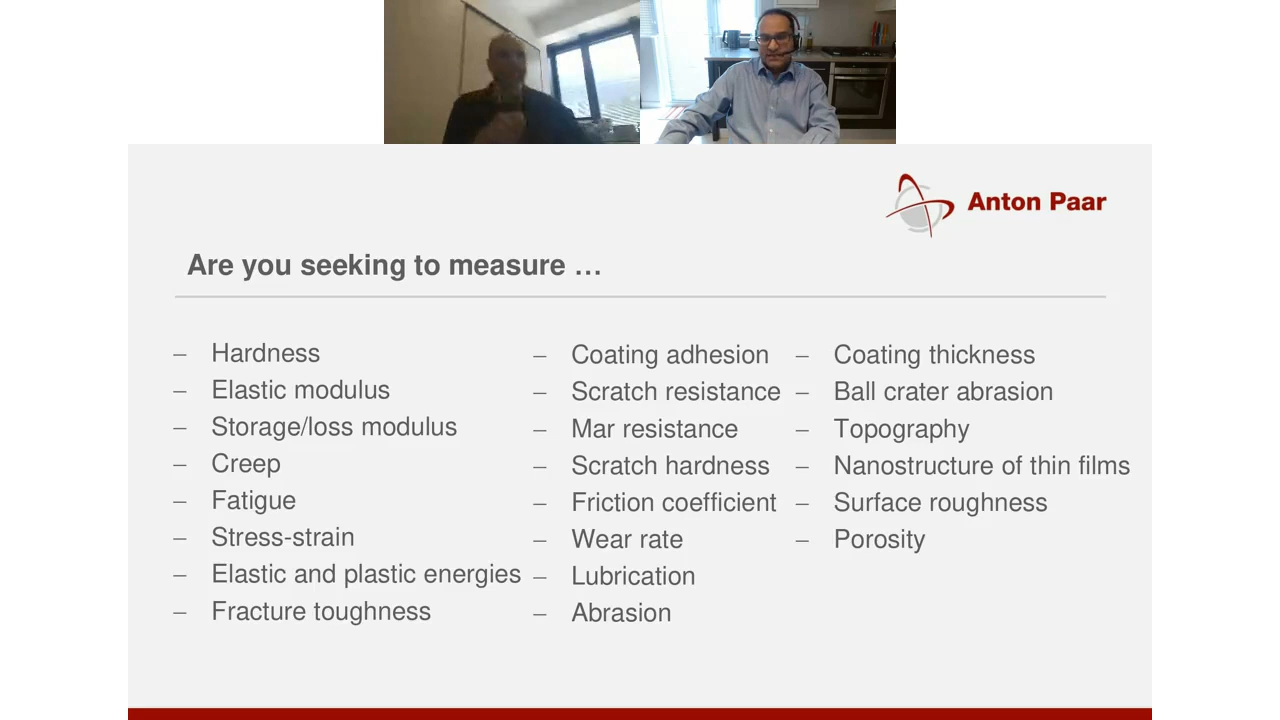 Anton Paar
Are you seeking to measure …
– Hardness
– Elastic modulus
– Storage/loss modulus
– Creep
– Fatigue
– Stress-strain
– Elastic and plastic energies
– Fracture toughness
– Coating adhesion
– Scratch resistance
– Mar resistance
– Scratch hardness
– Friction coefficient
– Wear rate
– Lubrication
– Abrasion
– Coating thickness
– Ball crater abrasion
– Topography
– Nanostructure of thin films
– Surface roughness
– Porosity